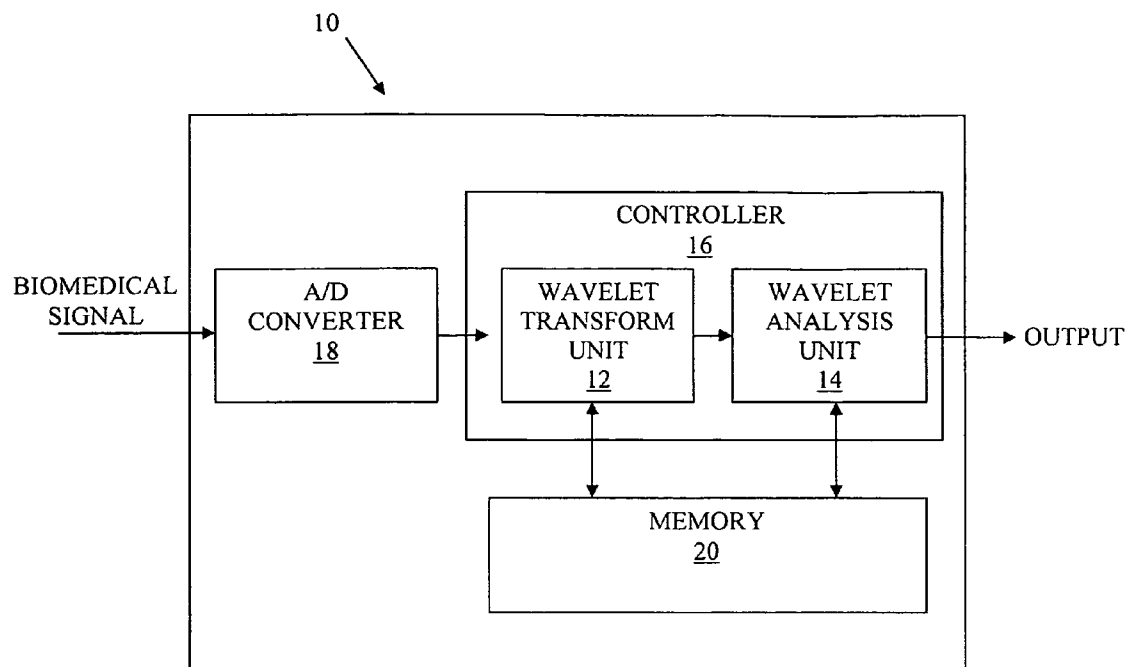 10
CONTROLLER
16
BIOMEDICAL
SIGNAL
A/D
CONVERTER
18
WAVELET
TRANSFORM
UNIT
12
WAVELET
ANALYSIS
UNIT
14
OUTPUT
MEMORY
20